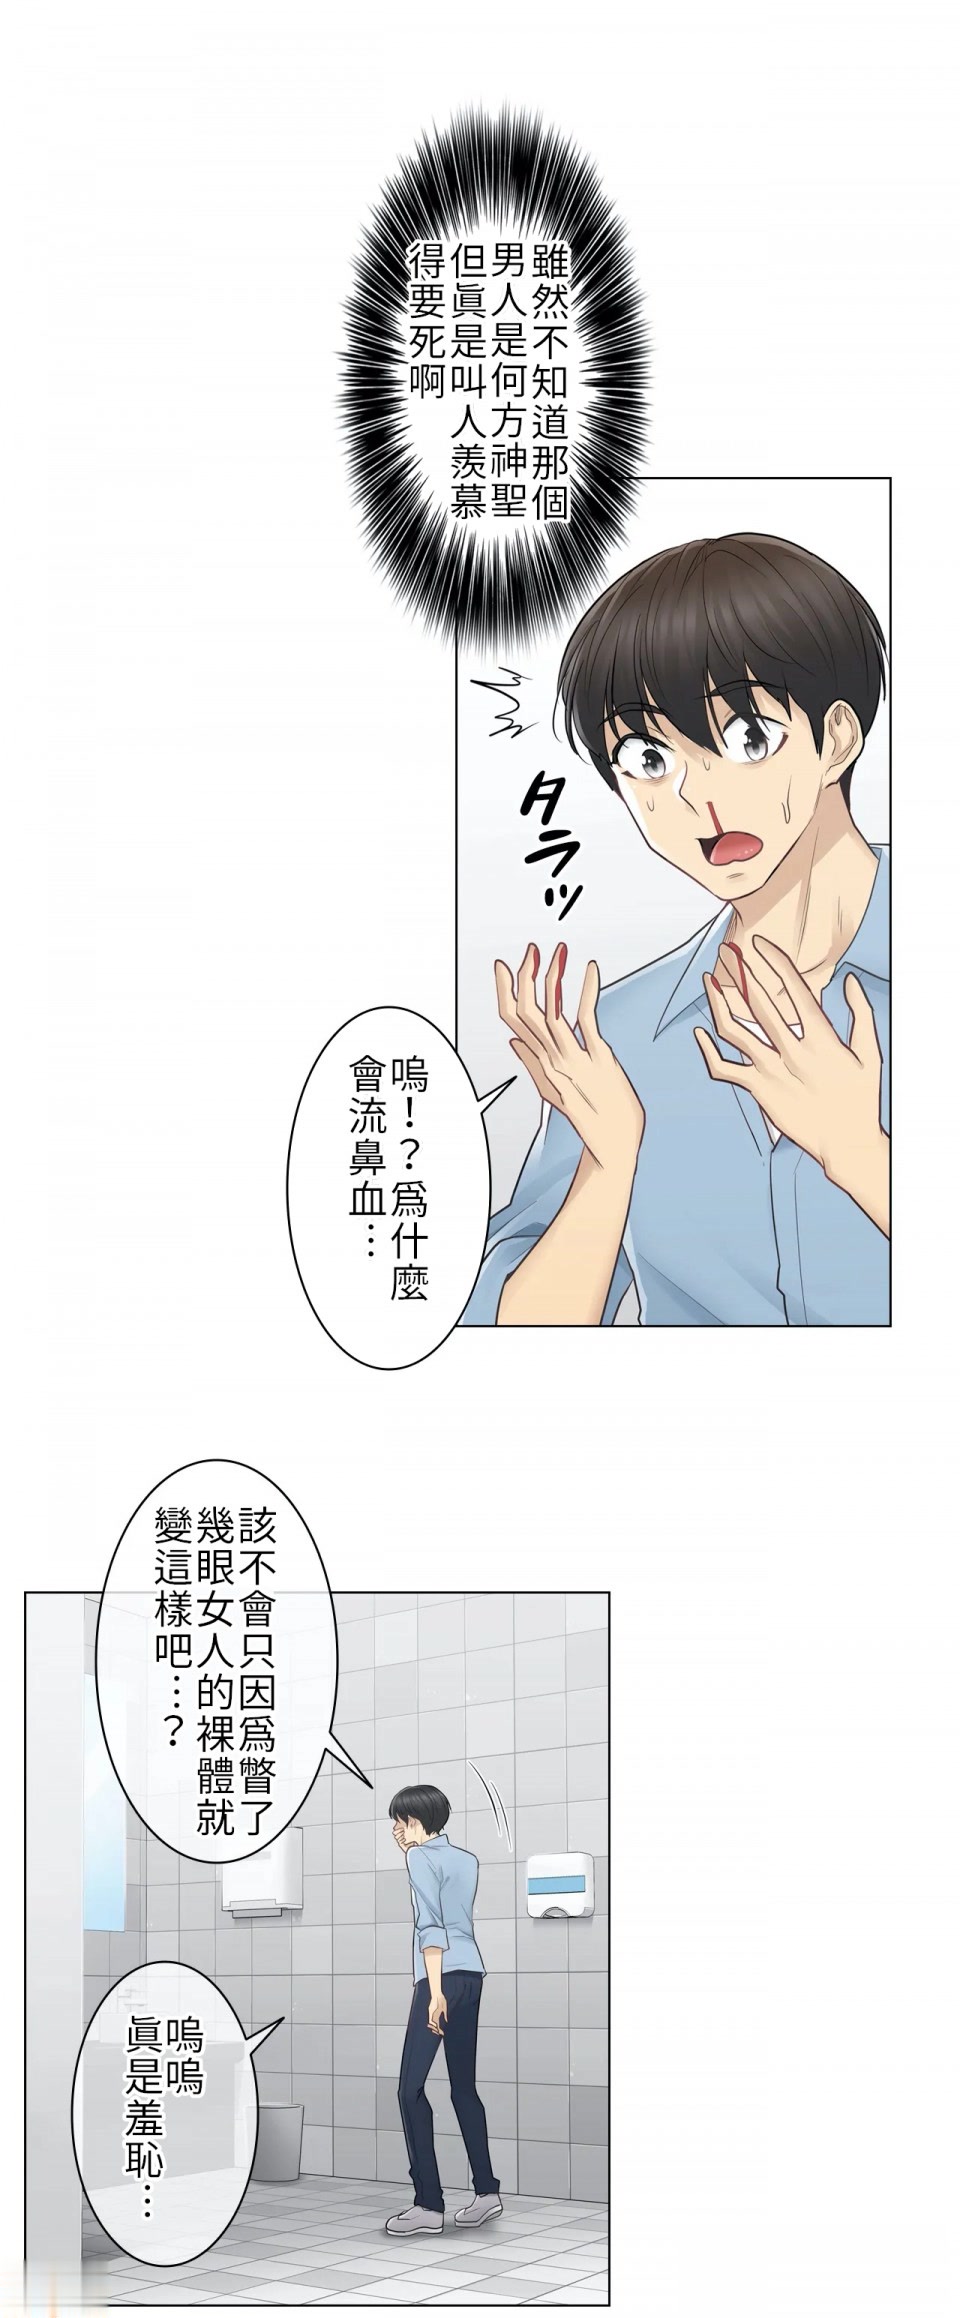 雖然不知道那個
男人是何方神聖
但眞是叫人羨慕
得要死啊
タラッ
嗚！？爲什麼
會流鼻血…
該不會只因爲瞥了
幾眼女人的裸體就
變這樣吧…？
嗚嗚
眞是羞恥…